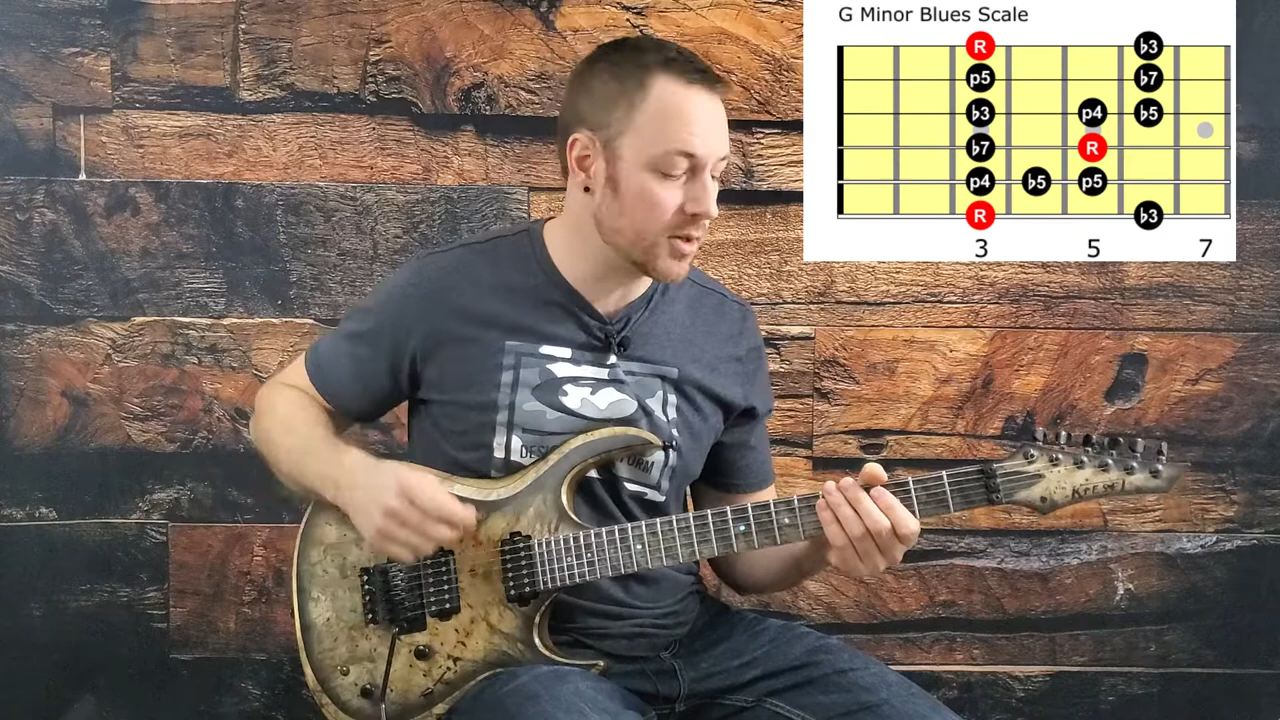 G Minor Blues Scale
R ♭3
p5 ♭7
♭3 p4 ♭5
♭7 R
p4 ♭5 p5
R ♭3
3 5 7